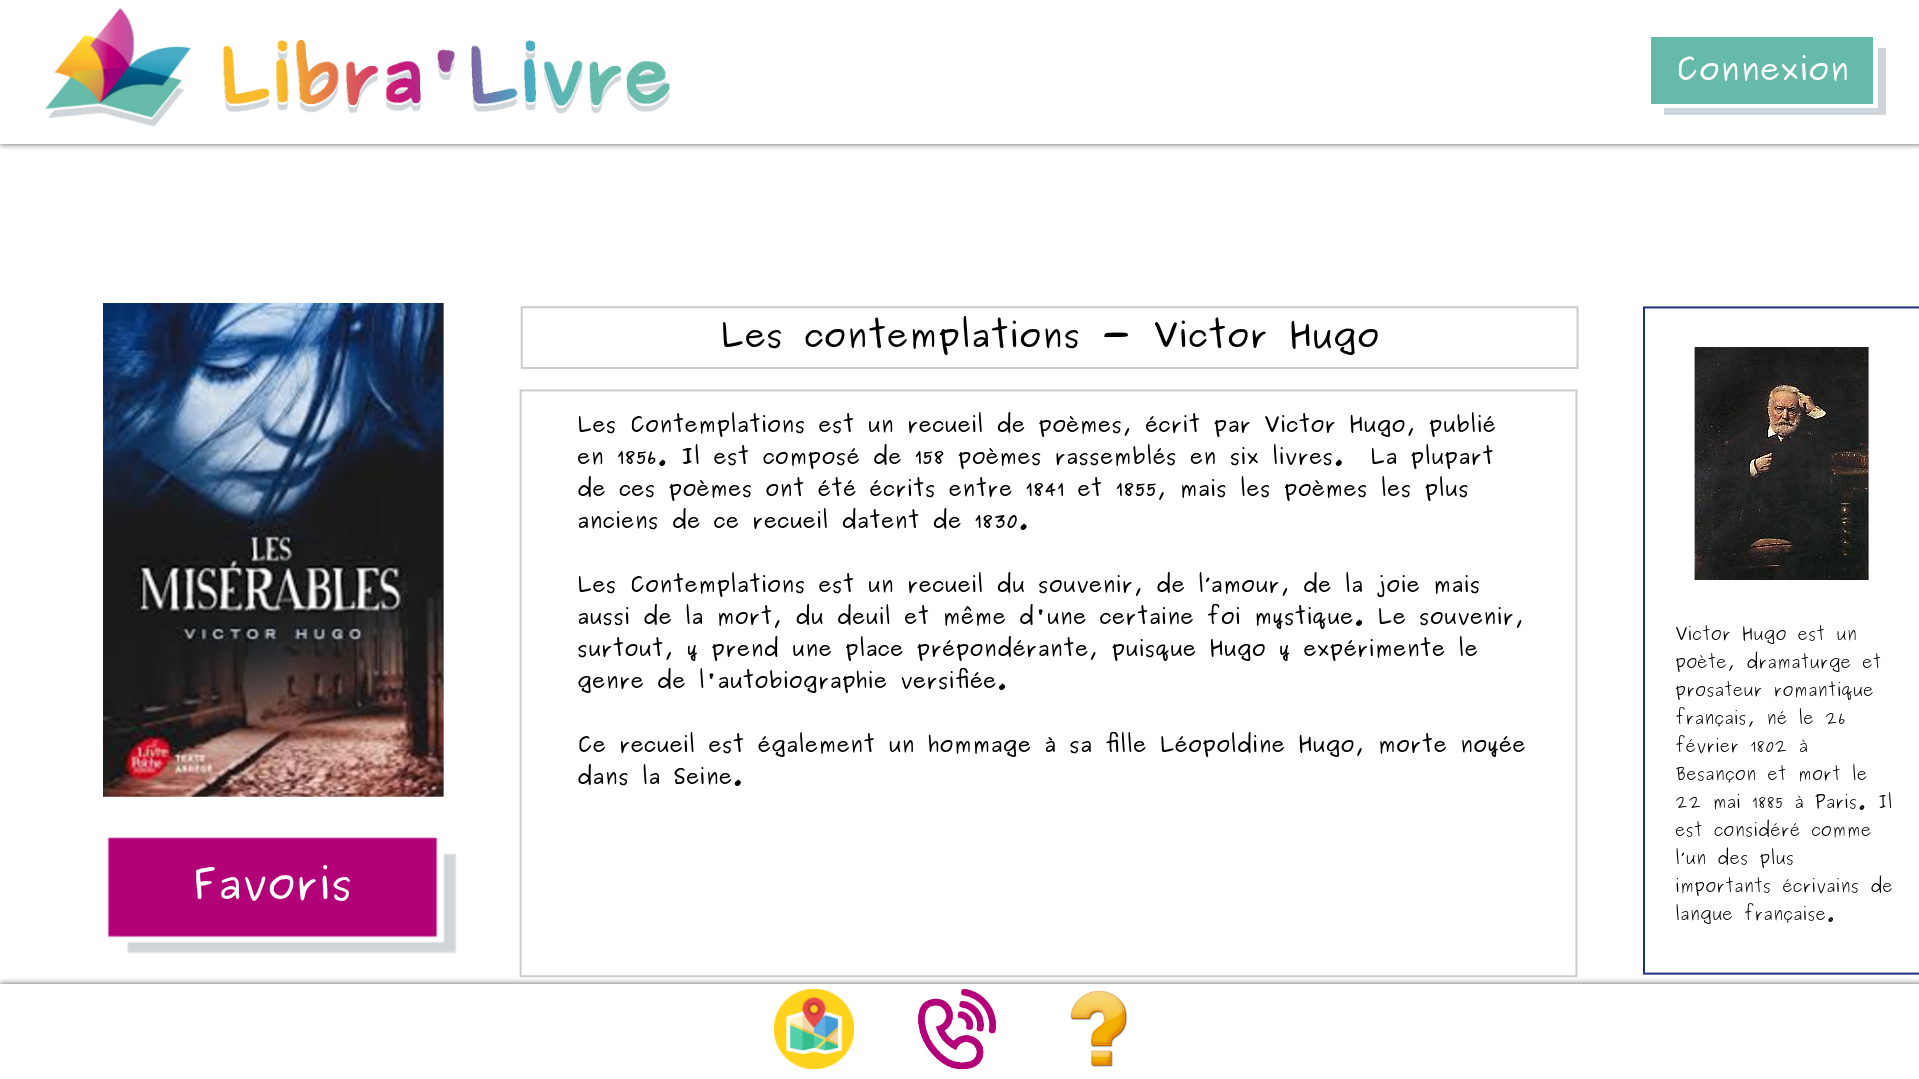 Libra'Livre
Connexion
LES
MISÉRABLES
VICTOR HUGO
Livre
Poche
TEXTE
ABRÉGÉ
Favoris
Les contemplations - Victor Hugo
Les Contemplations est un recueil de poèmes, écrit par Victor Hugo, publié
en 1856. Il est composé de 158 poèmes rassemblés en six livres. La plupart
de ces poèmes ont été écrits entre 1841 et 1855, mais les poèmes les plus
anciens de ce recueil datent de 1830.
Les Contemplations est un recueil du souvenir, de l'amour, de la joie mais
aussi de la mort, du deuil et même d'une certaine foi mystique. Le souvenir,
surtout, y prend une place prépondérante, puisque Hugo y expérimente le
genre de l'autobiographie versifiée.
Ce recueil est également un hommage à sa fille Léopoldine Hugo, morte noyée
dans la Seine.
Victor Hugo est un
poète, dramaturge et
prosateur romantique
français, né le 26
février 1802 à
Besançon et mort le
22 mai 1885 à Paris. Il
est considéré comme
l'un des plus
importants écrivains de
langue française.